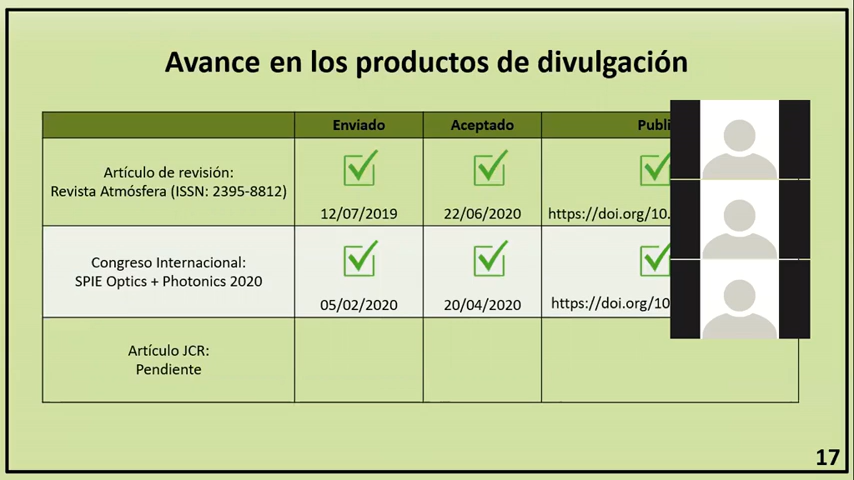 Avance en los productos de divulgación
Enviado Aceptado
Artículo de revisión:
Revista Atmósfera (ISSN: 2395-8812)
12/07/2019 22/06/2020 https://doi.org/10.
Congreso Internacional:
SPIE Optics + Photonics 2020
05/02/2020 20/04/2020 https://doi.org/10
Artículo JCR:
Pendiente
17